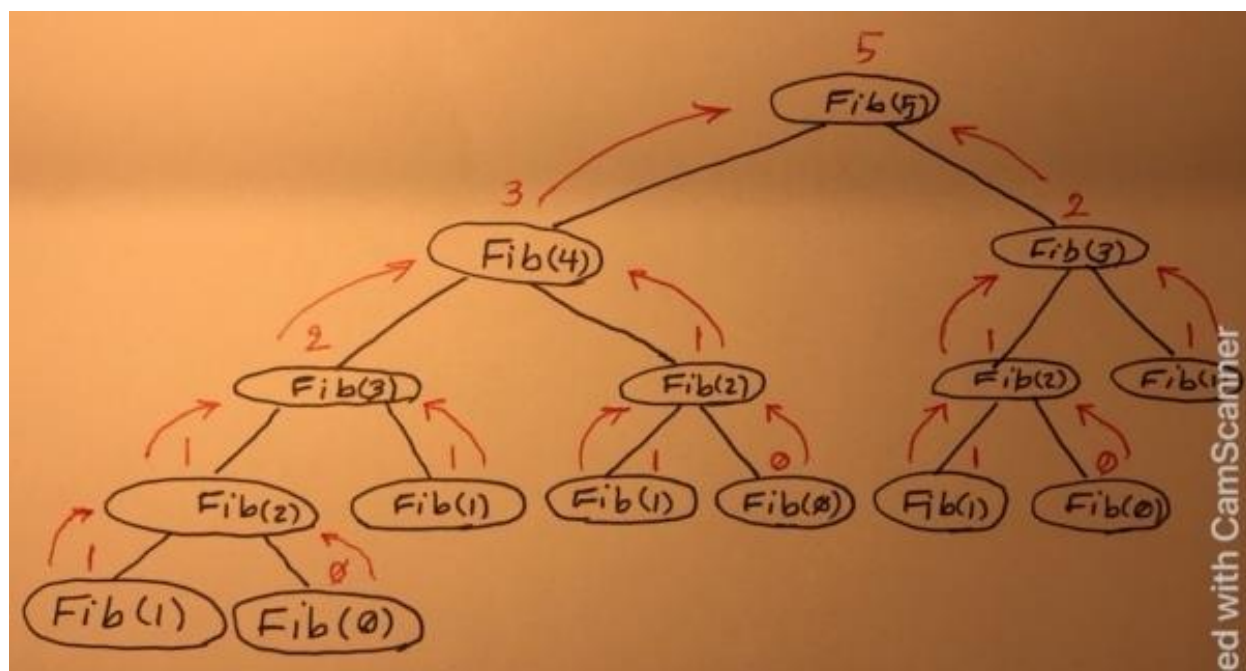 5
Fib(5)
3
2
Fib(4)
Fib(3)
2
1
1
1
Fib(3)
Fib(2)
Fib(2)
1
1
1
0
1
0
Fib(2)
Fib(1)
Fib(1)
Fib(0)
Fib(1)
Fib(0)
1
0
Fib(1)
Fib(0)
ed with CamScanner